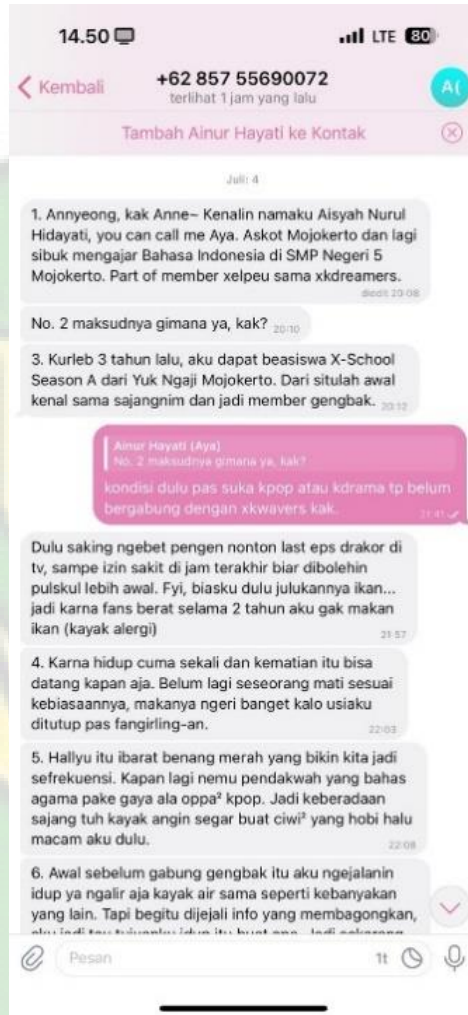 14.50
LTE 80
Kembali
+62 857 55690072
terlihat 1 jam yang lalu
A(
Tambah Ainur Hayati ke Kontak
Juli: 4
1. Annyeong, kak Anne~ Kenalin namaku Aisyah Nurul
Hidayati, you can call me Aya. Askot Mojokerto dan lagi
sibuk mengajar Bahasa Indonesia di SMP Negeri 5
Mojokerto. Part of member xelpeu sama xkdreamers.
diedit 20:08
No. 2 maksudnya gimana ya, kak? 20:10
3. Kurleb 3 tahun lalu, aku dapat beasiswa X-School
Season A dari Yuk Ngaji Mojokerto. Dari situlah awal
kenal sama sajangnim dan jadi member gengbak. 20:12
Ainur Hayati (Aya)
No. 2 maksudnya gimana ya, kak?
kondisi dulu pas suka kpop atau kdrama tp belum
bergabung dengan xkwavers kak. 21:41
Dulu saking ngebet pengen nonton last eps drakor di
tv, sampe izin sakit di jam terakhir biar dibolehin
pulskul lebih awal. Fyi, biasku dulu julukannya ikan...
jadi karna fans berat selama 2 tahun aku gak makan
ikan (kayak alergi) 21:57
4. Karna hidup cuma sekali dan kematian itu bisa
datang kapan aja. Belum lagi seseorang mati sesuai
kebiasaannya, makanya ngeri banget kalo usiaku
ditutup pas fangirling-an. 22:03
5. Hallyu itu ibarat benang merah yang bikin kita jadi
sefrekuensi. Kapan lagi nemu pendakwah yang bahas
agama pake gaya ala oppa² kpop. Jadi keberadaan
sajang tuh kayak angin segar buat ciwi² yang hobi halu
macam aku dulu. 22:08
6. Awal sebelum gabung gengbak itu aku ngejalanin
idup ya ngalir aja kayak air sama seperti kebanyakan
yang lain. Tapi begitu dijejali info yang membagongkan,
Pesan
1t